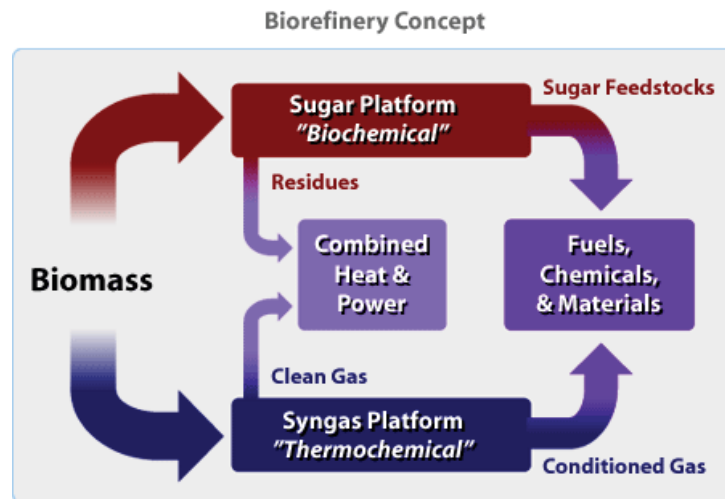 Biorefinery Concept
Sugar Platform
"Biochemical"
Sugar Feedstocks
Residues
Biomass
Combined
Heat &
Power
Fuels,
Chemicals,
& Materials
Clean Gas
Syngas Platform
"Thermochemical"
Conditioned Gas